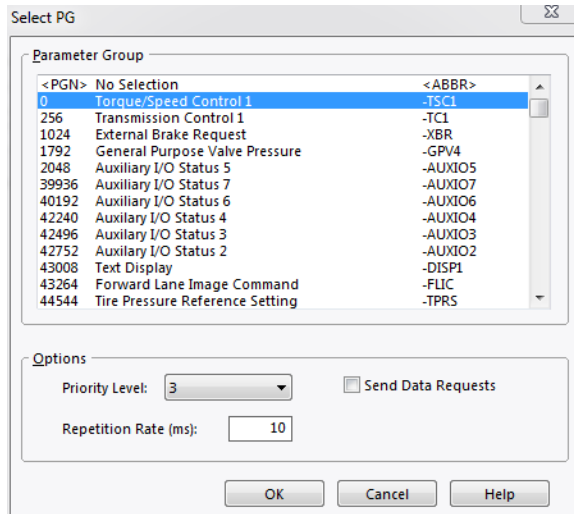 Select PG
Parameter Group
<PGN> No Selection <ABBR>
0 Torque/Speed Control 1 -TSC1
256 Transmission Control 1 -TC1
1024 External Brake Request -XBR
1792 General Purpose Valve Pressure -GPV4
2048 Auxiliary I/O Status 5 -AUXIO5
39936 Auxiliary I/O Status 7 -AUXIO7
40192 Auxiliary I/O Status 6 -AUXIO6
42240 Auxilary I/O Status 4 -AUXIO4
42496 Auxilary I/O Status 3 -AUXIO3
42752 Auxilary I/O Status 2 -AUXIO2
43008 Text Display -DISP1
43264 Forward Lane Image Command -FLIC
44544 Tire Pressure Reference Setting -TPRS
Options
Priority Level: 3 Send Data Requests
Repetition Rate (ms): 10
OK Cancel Help